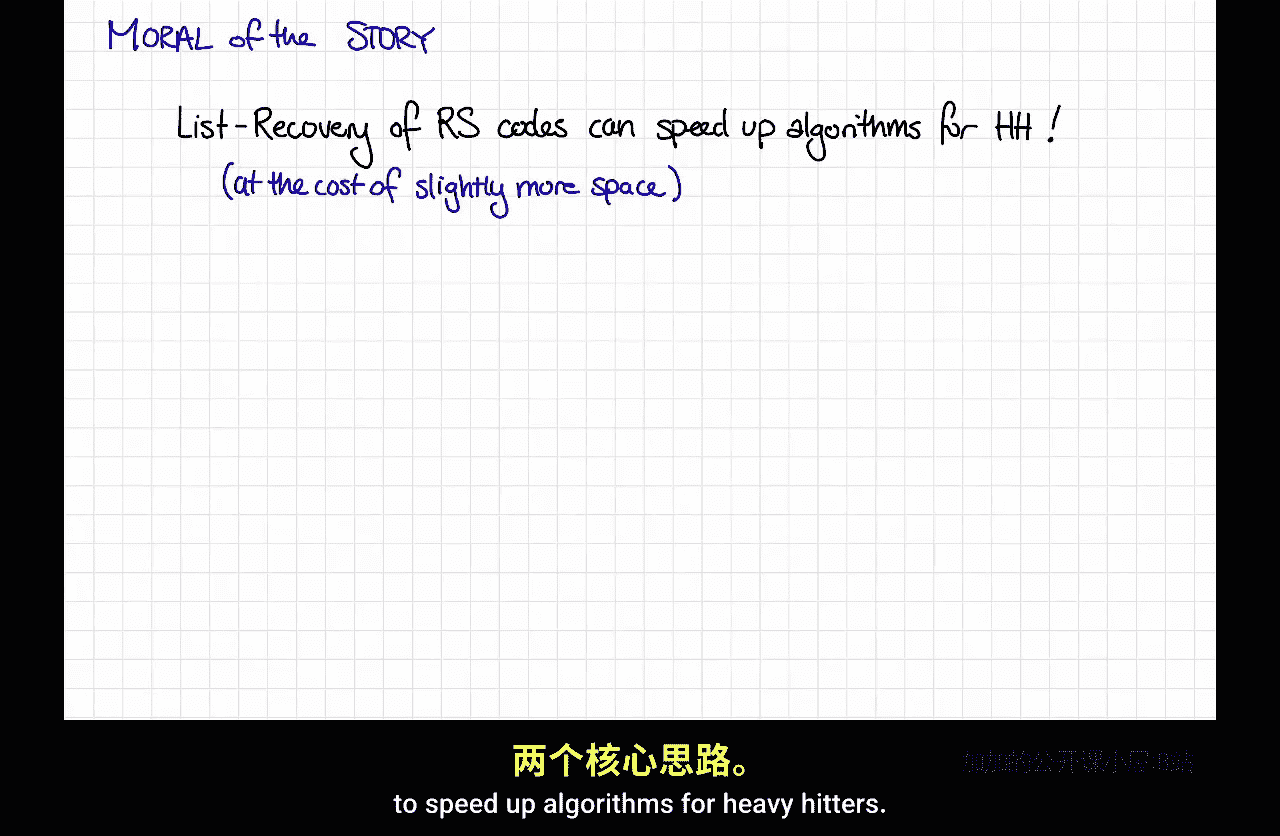 MORAL of the STORY
List-Recovery of RS codes can speed up algorithms for HH!
(at the cost of slightly more space)
两个核心思路。
to speed up algorithms for heavy hitters.